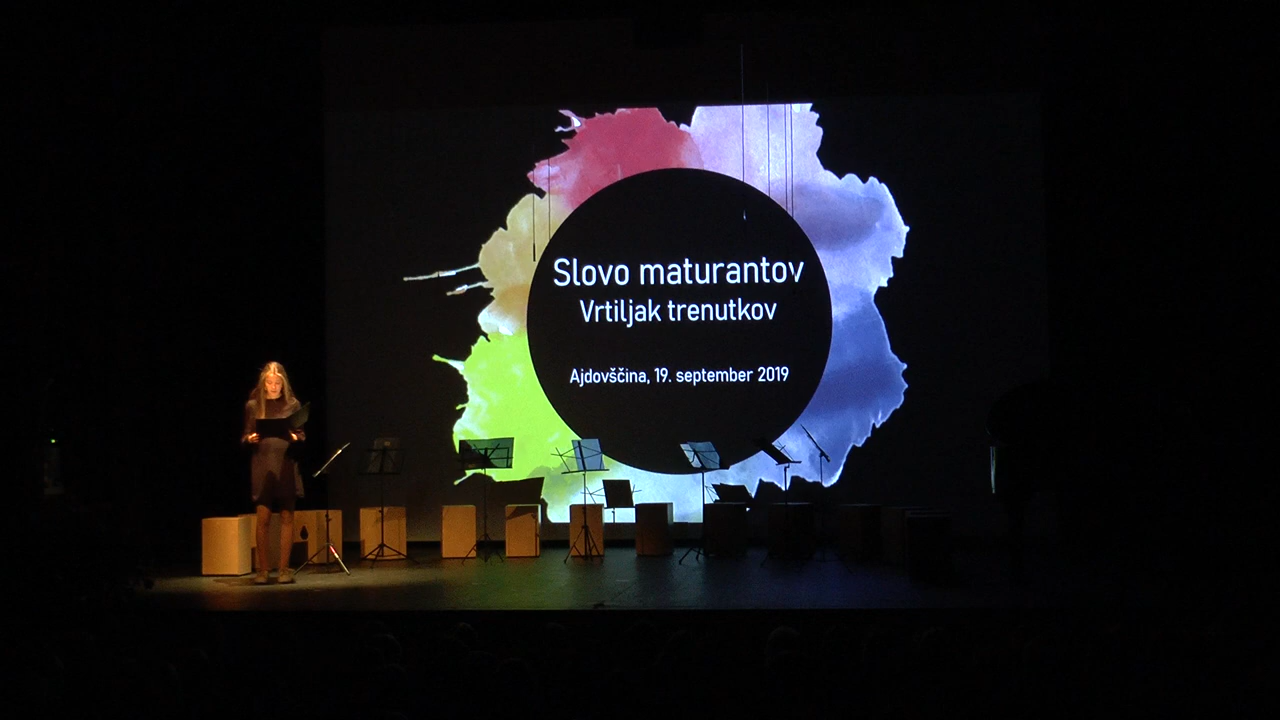 Slovo maturantov
Vrtiljak trenutkov
Ajdovščina, 19. september 2019